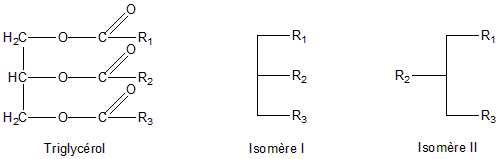 O
H₂C O C R₁ R₁ R₁
O
HC O C R₂ R₂ R₂
O
H₂C O C R₃ R₃ R₃
Triglycérol Isomère I Isomère II